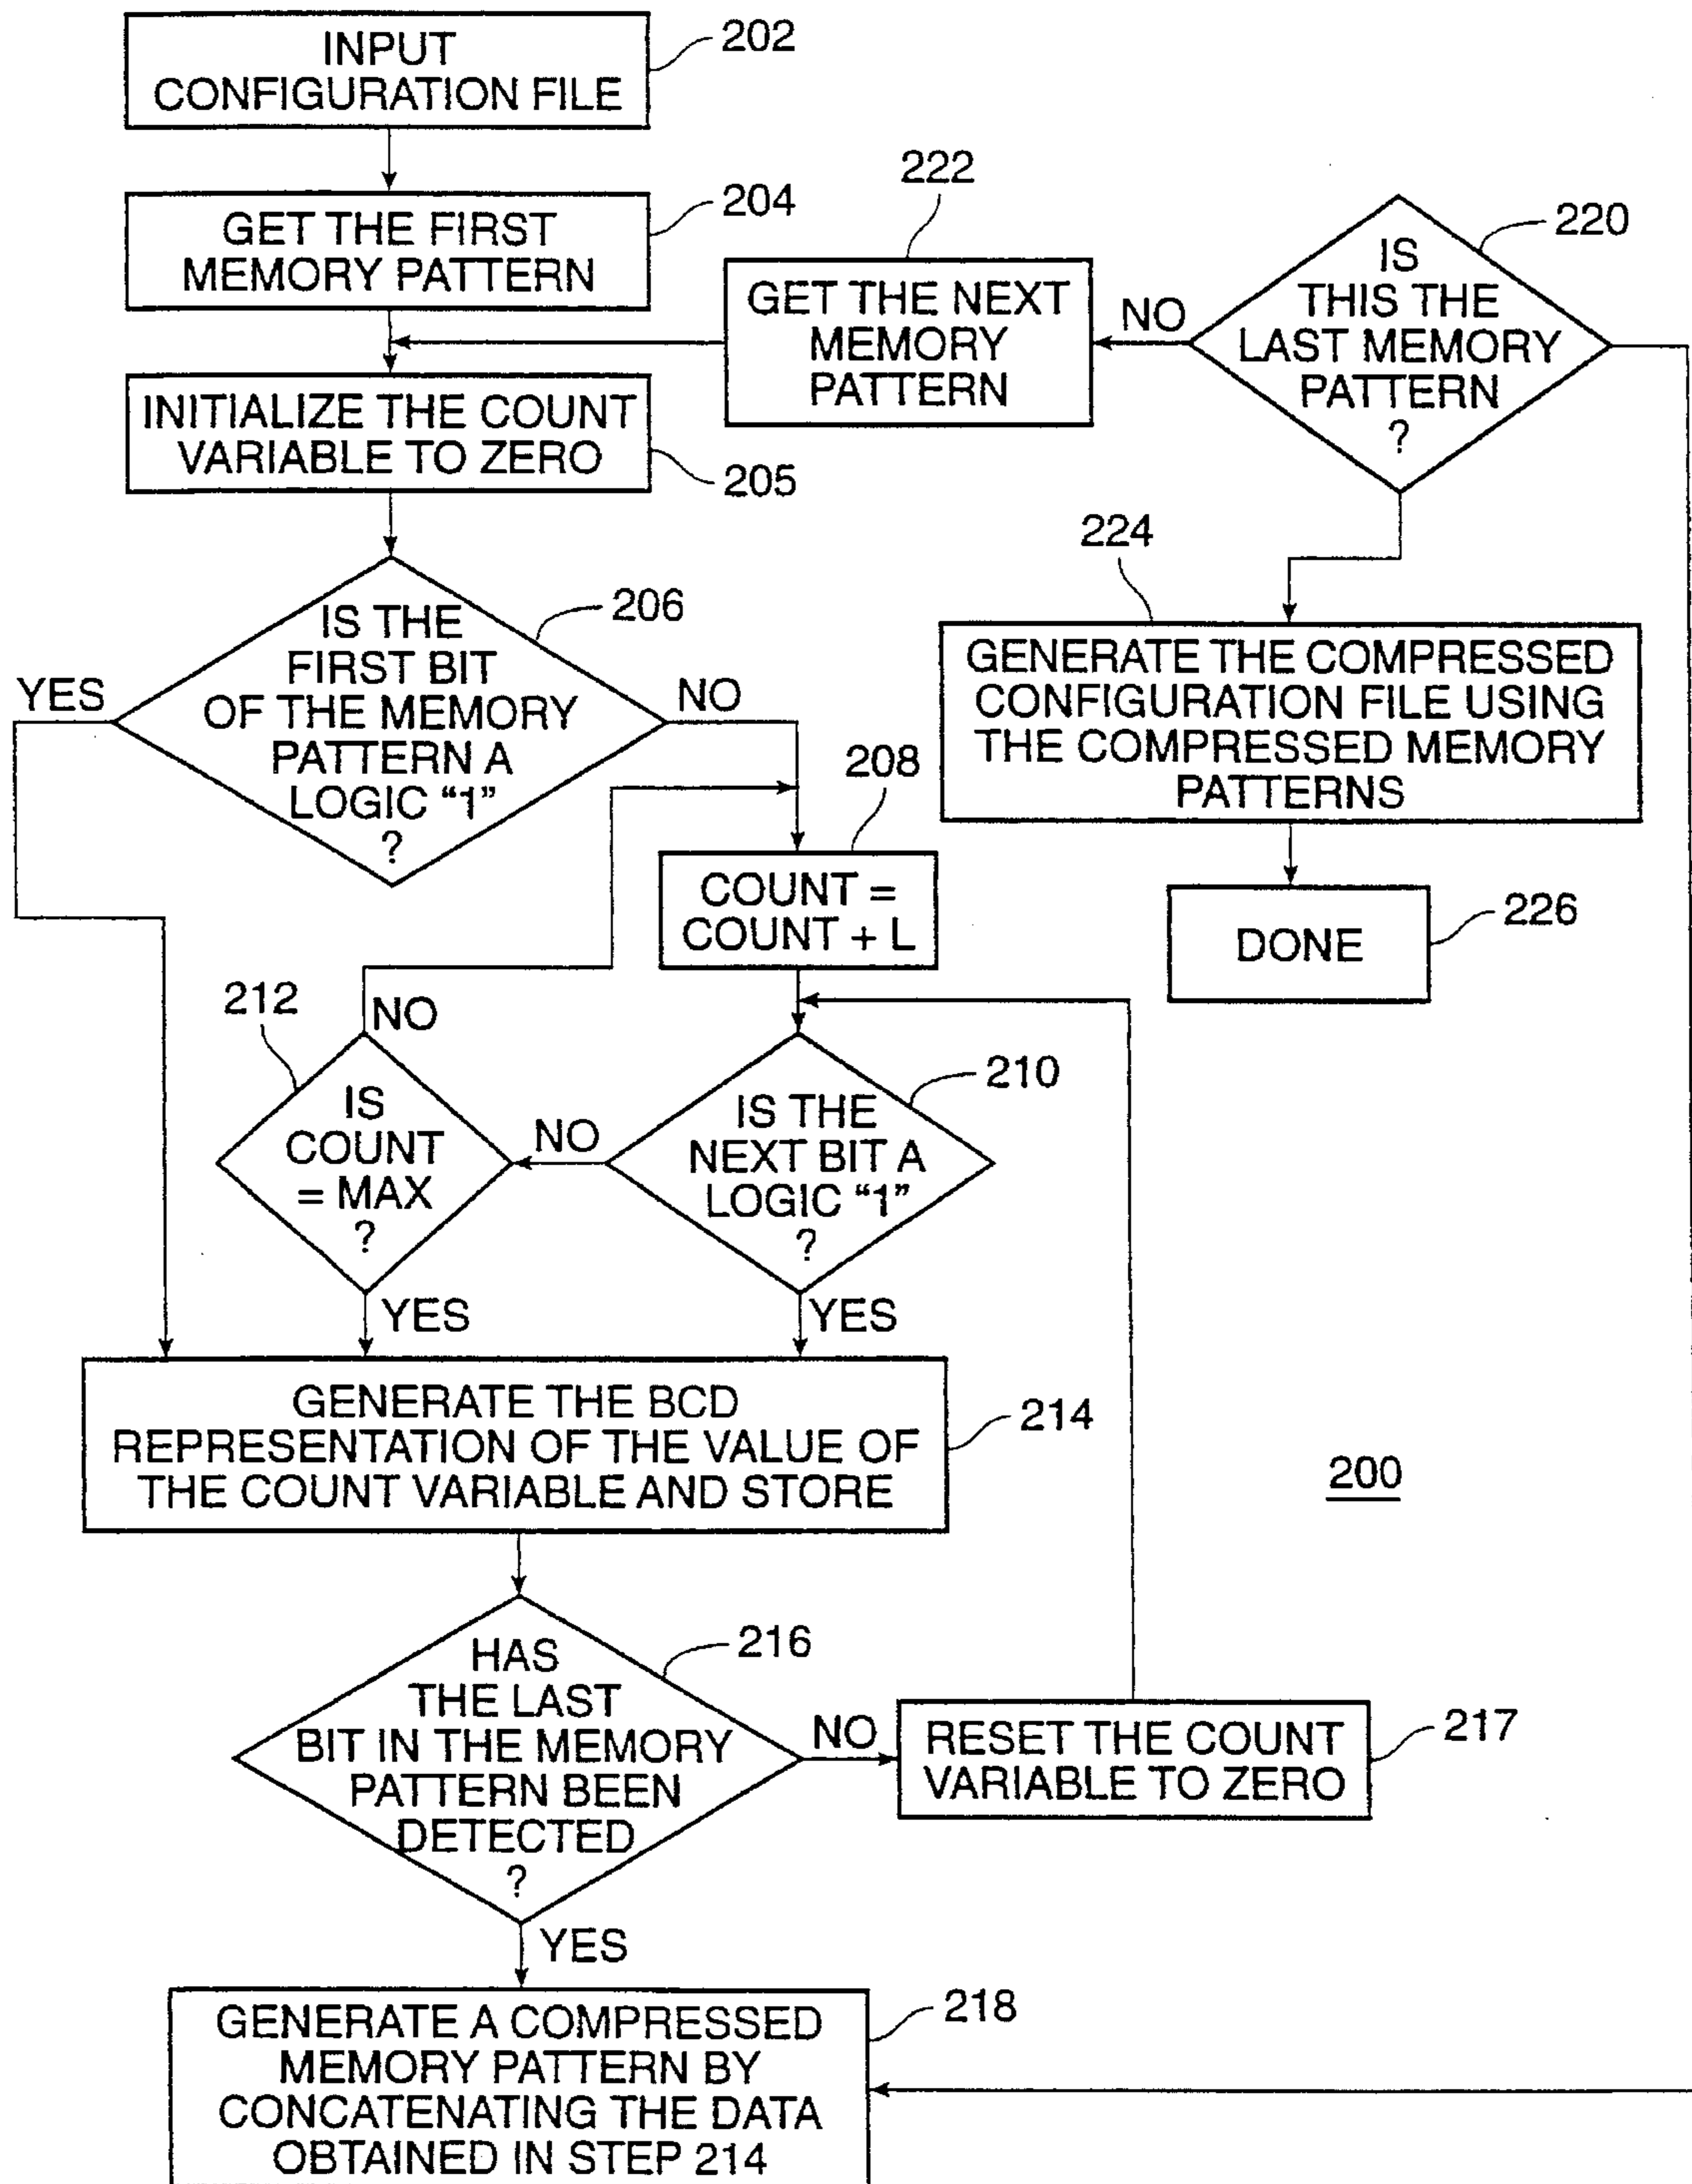 INPUT
CONFIGURATION FILE
202
GET THE FIRST
MEMORY PATTERN
204
INITIALIZE THE COUNT
VARIABLE TO ZERO
205
222
GET THE NEXT
MEMORY
PATTERN
NO
220
IS
THIS THE
LAST MEMORY
PATTERN
?
224
GENERATE THE COMPRESSED
CONFIGURATION FILE USING
THE COMPRESSED MEMORY
PATTERNS
DONE
226
206
IS THE
FIRST BIT
OF THE MEMORY
PATTERN A
LOGIC “1”
?
YES
NO
208
COUNT =
COUNT + L
212
NO
IS
COUNT
= MAX
?
YES
NO
210
IS THE
NEXT BIT A
LOGIC “1”
?
YES
GENERATE THE BCD
REPRESENTATION OF THE VALUE OF
THE COUNT VARIABLE AND STORE
214
200
216
HAS
THE LAST
BIT IN THE MEMORY
PATTERN BEEN
DETECTED
?
NO
RESET THE COUNT
VARIABLE TO ZERO
217
YES
GENERATE A COMPRESSED
MEMORY PATTERN BY
CONCATENATING THE DATA
OBTAINED IN STEP 214
218